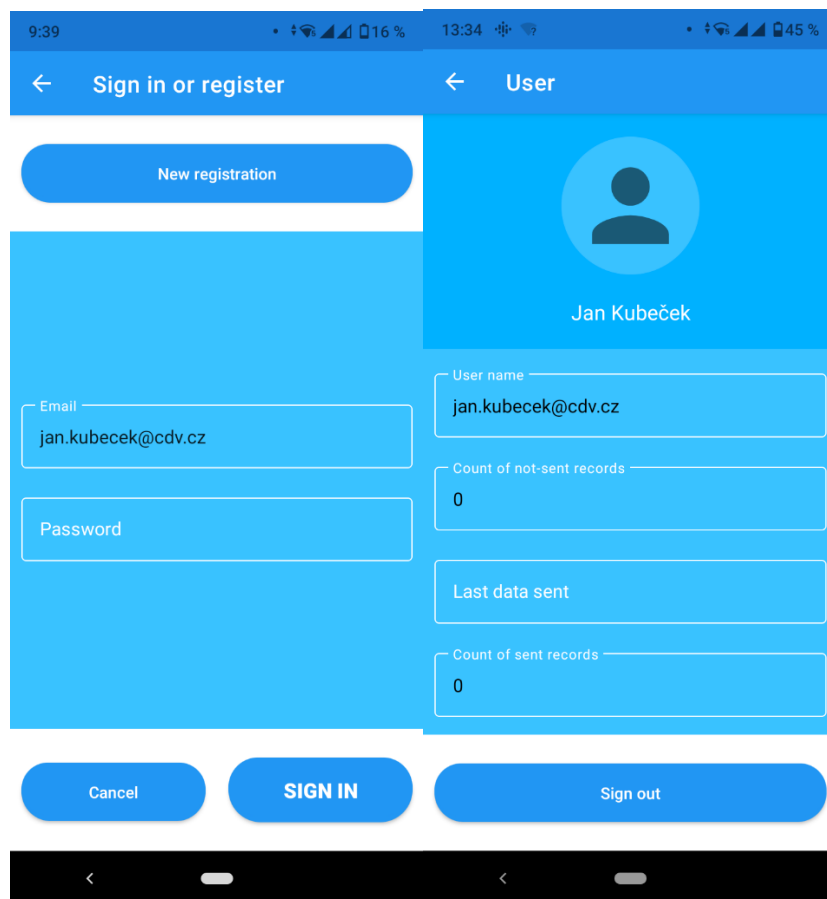 9:39
16 %
Sign in or register
New registration
Email
jan.kubecek@cdv.cz
Password
Cancel
SIGN IN
13:34
45 %
User
Jan Kubeček
User name
jan.kubecek@cdv.cz
Count of not-sent records
0
Last data sent
Count of sent records
0
Sign out